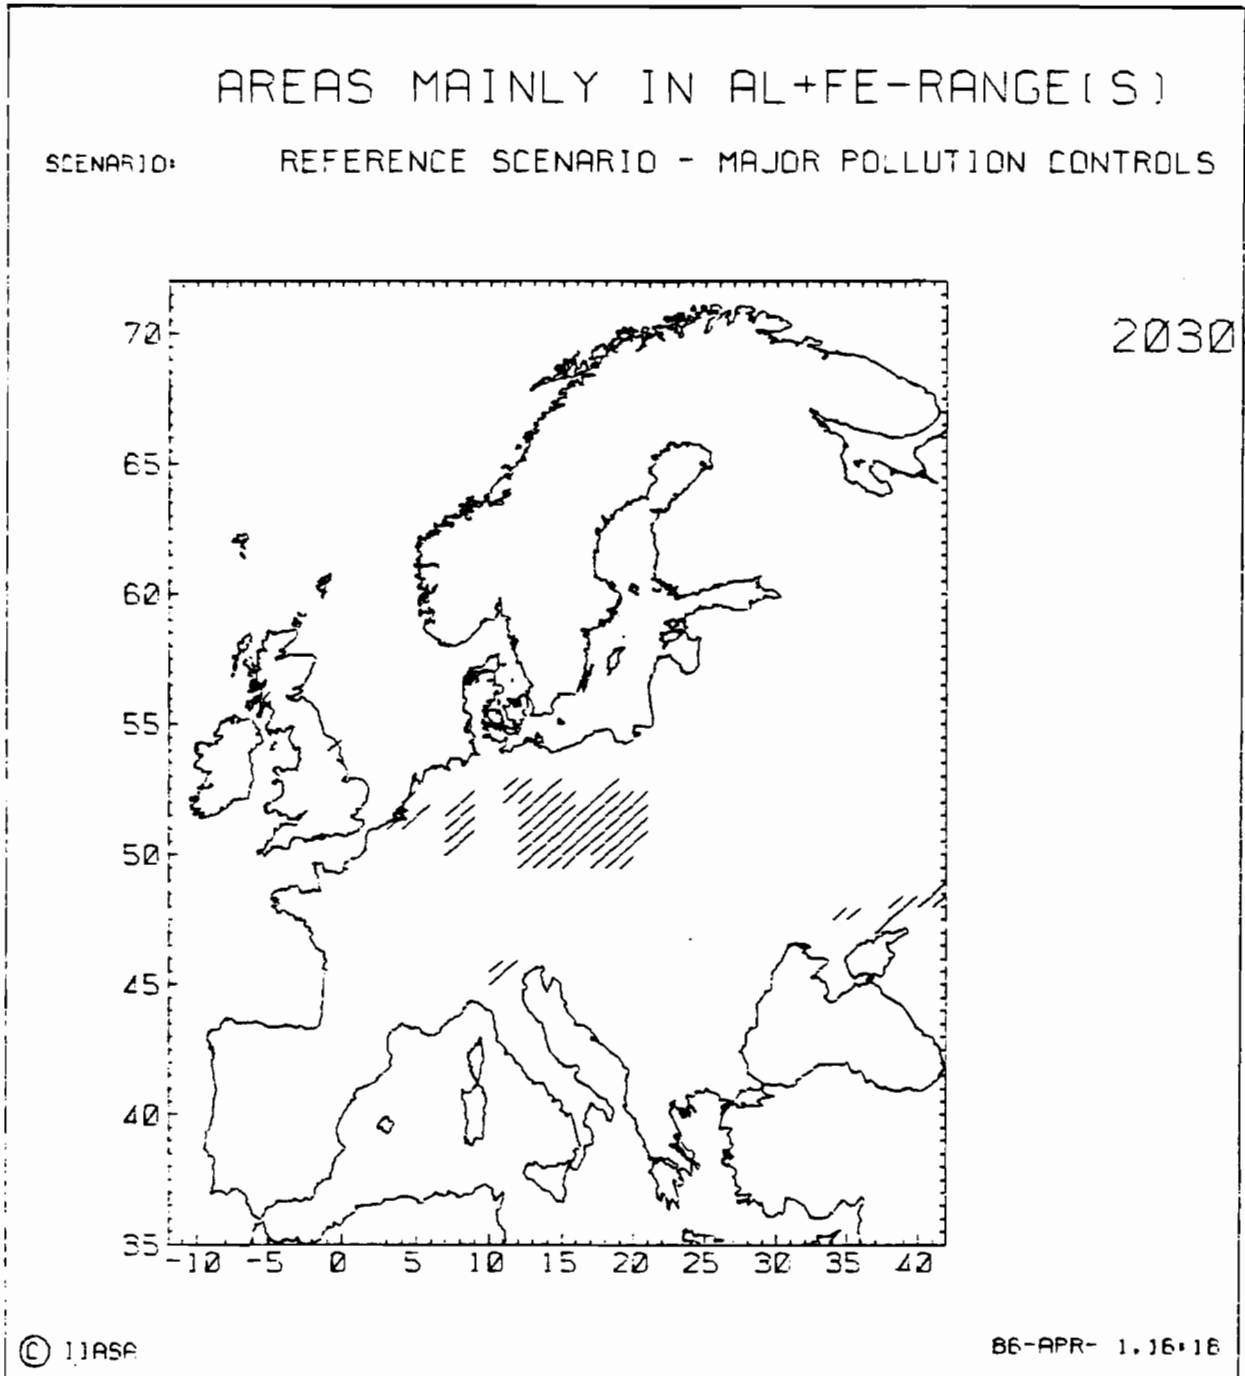 AREAS MAINLY IN AL+FE-RANGE(S)
SCENARIO: REFERENCE SCENARIO - MAJOR POLLUTION CONTROLS
2030
70
65
60
55
50
45
40
35
-10 -5 0 5 10 15 20 25 30 35 40
© IIASA 86-APR- 1.16:16